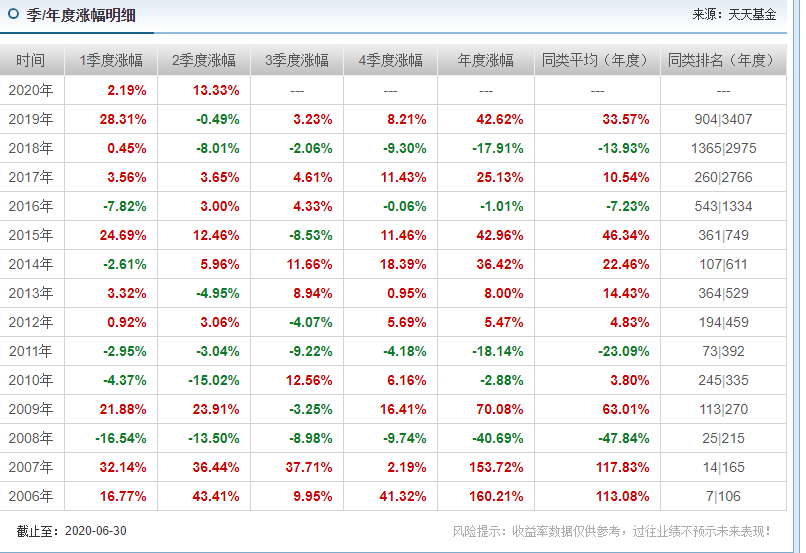 季/年度涨幅明细 来源：天天基金
时间 1季度涨幅 2季度涨幅 3季度涨幅 4季度涨幅 年度涨幅 同类平均（年度） 同类排名（年度）
2020年 2.19% 13.33% --- --- --- --- ---
2019年 28.31% -0.49% 3.23% 8.21% 42.62% 33.57% 904|3407
2018年 0.45% -8.01% -2.06% -9.30% -17.91% -13.93% 1365|2975
2017年 3.56% 3.65% 4.61% 11.43% 25.13% 10.54% 260|2766
2016年 -7.82% 3.00% 4.33% -0.06% -1.01% -7.23% 543|1334
2015年 24.69% 12.46% -8.53% 11.46% 42.96% 46.34% 361|749
2014年 -2.61% 5.96% 11.66% 18.39% 36.42% 22.46% 107|611
2013年 3.32% -4.95% 8.94% 0.95% 8.00% 14.43% 364|529
2012年 0.92% 3.06% -4.07% 5.69% 5.47% 4.83% 194|459
2011年 -2.95% -3.04% -9.22% -4.18% -18.14% -23.09% 73|392
2010年 -4.37% -15.02% 12.56% 6.16% -2.88% 3.80% 245|335
2009年 21.88% 23.91% -3.25% 16.41% 70.08% 63.01% 113|270
2008年 -16.54% -13.50% -8.98% -9.74% -40.69% -47.84% 25|215
2007年 32.14% 36.44% 37.71% 2.19% 153.72% 117.83% 14|165
2006年 16.77% 43.41% 9.95% 41.32% 160.21% 113.08% 7|106
截止至：2020-06-30 风险提示：收益率数据仅供参考，过往业绩不预示未来表现！